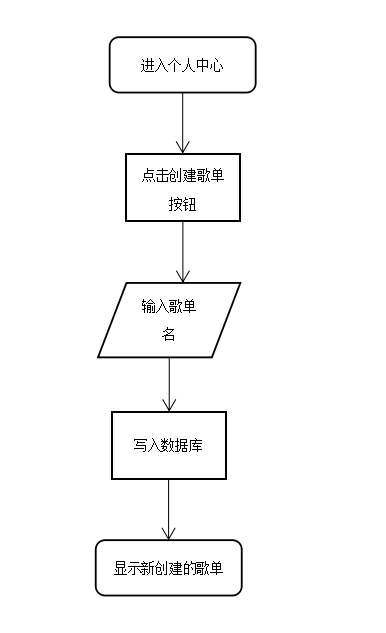 进入个人中心
点击创建歌单
按钮
输入歌单
名
写入数据库
显示新创建的歌单